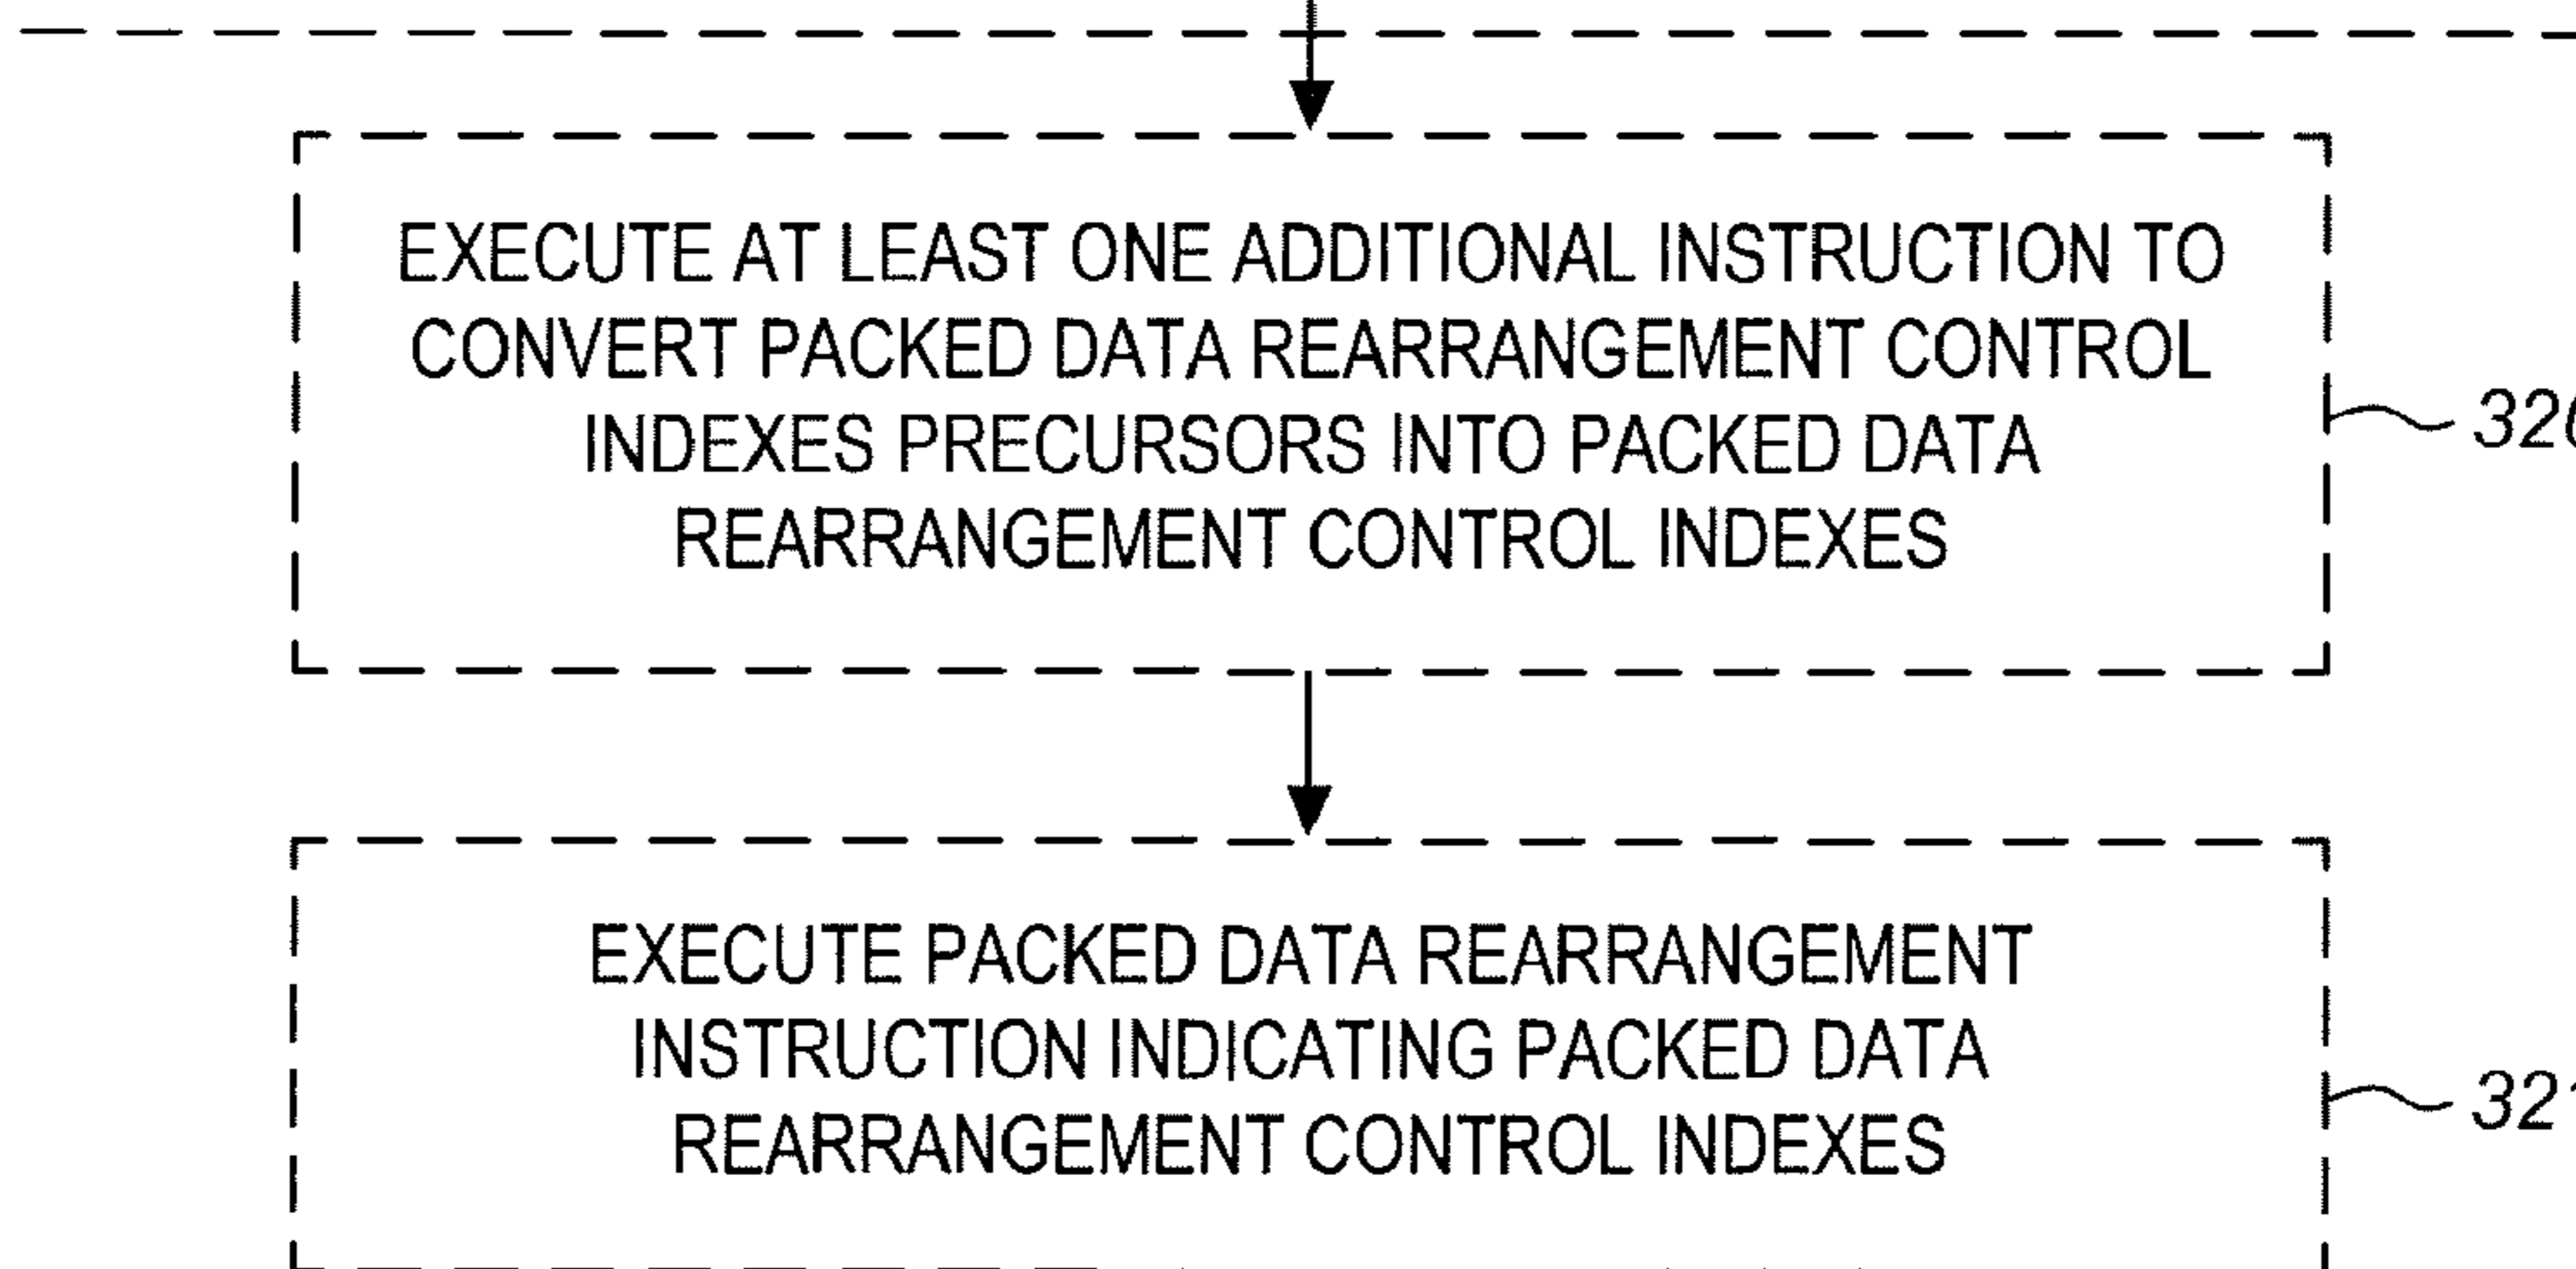 EXECUTE AT LEAST ONE ADDITIONAL INSTRUCTION TO
CONVERT PACKED DATA REARRANGEMENT CONTROL
INDEXES PRECURSORS INTO PACKED DATA
REARRANGEMENT CONTROL INDEXES
EXECUTE PACKED DATA REARRANGEMENT
INSTRUCTION INDICATING PACKED DATA
REARRANGEMENT CONTROL INDEXES